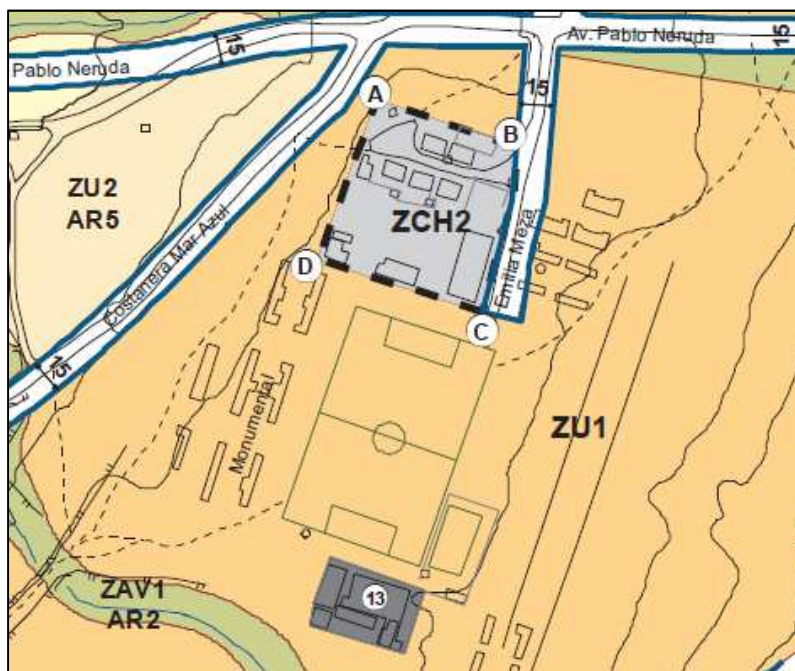 Av. Pablo Neruda
15
15
Pablo Neruda
A
15
B
ZU2
AR5
ZCH2
Costanera Mar Azul
Emilia Meza
D
C
15
Monumental
ZU1
ZAV1
AR2
13